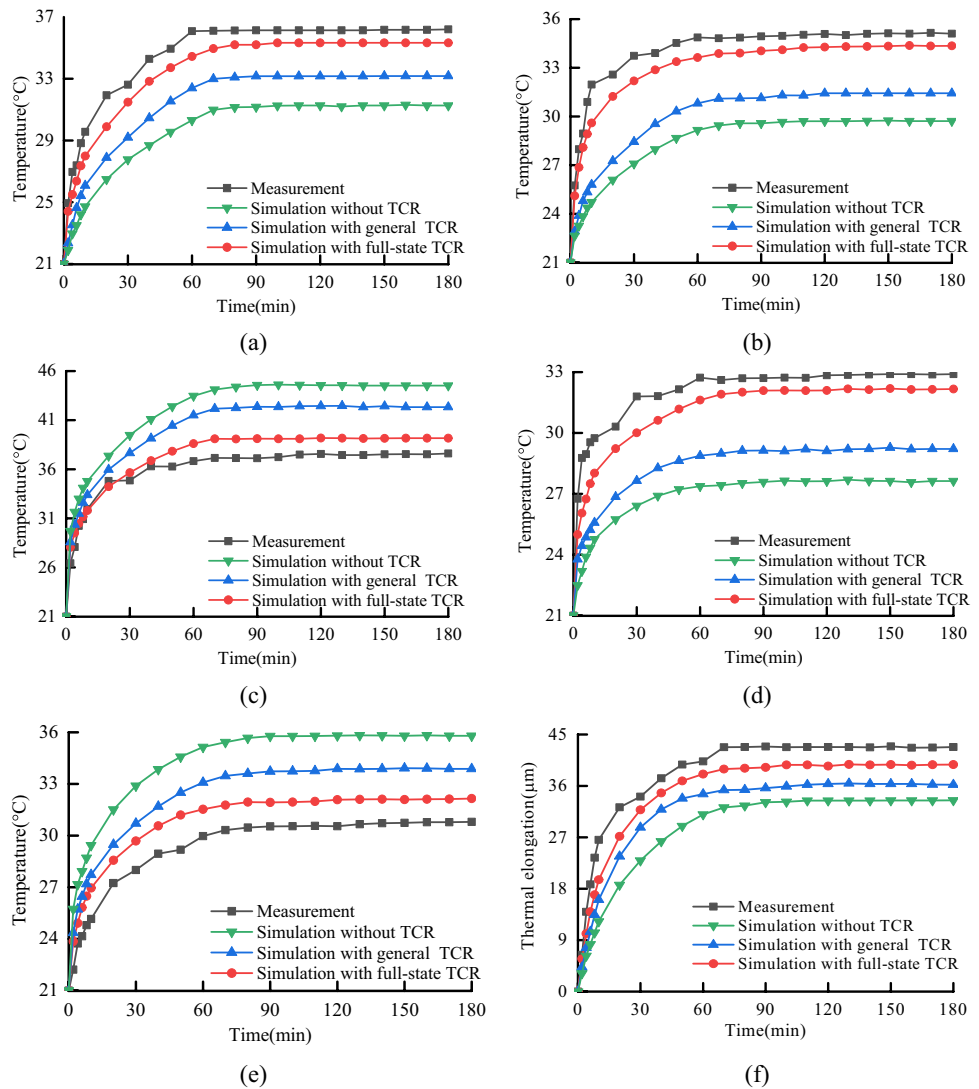 37
33
29
25
21
Temperature(°C)
0 30 60 90 120 150 180
Time(min)
Measurement
Simulation without TCR
Simulation with general TCR
Simulation with full-state TCR
(a)
36
33
30
27
24
21
Temperature(°C)
0 30 60 90 120 150 180
Time(min)
Measurement
Simulation without TCR
Simulation with general TCR
Simulation with full-state TCR
(b)
46
41
36
31
26
21
Temperature(°C)
0 30 60 90 120 150 180
Time(min)
Measurement
Simulation without TCR
Simulation with general TCR
Simulation with full-state TCR
(c)
33
30
27
24
21
Temperature(°C)
0 30 60 90 120 150 180
Time(min)
Measurement
Simulation without TCR
Simulation with general TCR
Simulation with full-state TCR
(d)
36
33
30
27
24
21
Temperature(°C)
0 30 60 90 120 150 180
Time(min)
Measurement
Simulation without TCR
Simulation with general TCR
Simulation with full-state TCR
(e)
45
36
27
18
9
0
Thermal elongation(μm)
0 30 60 90 120 150 180
Time(min)
Measurement
Simulation without TCR
Simulation with general TCR
Simulation with full-state TCR
(f)